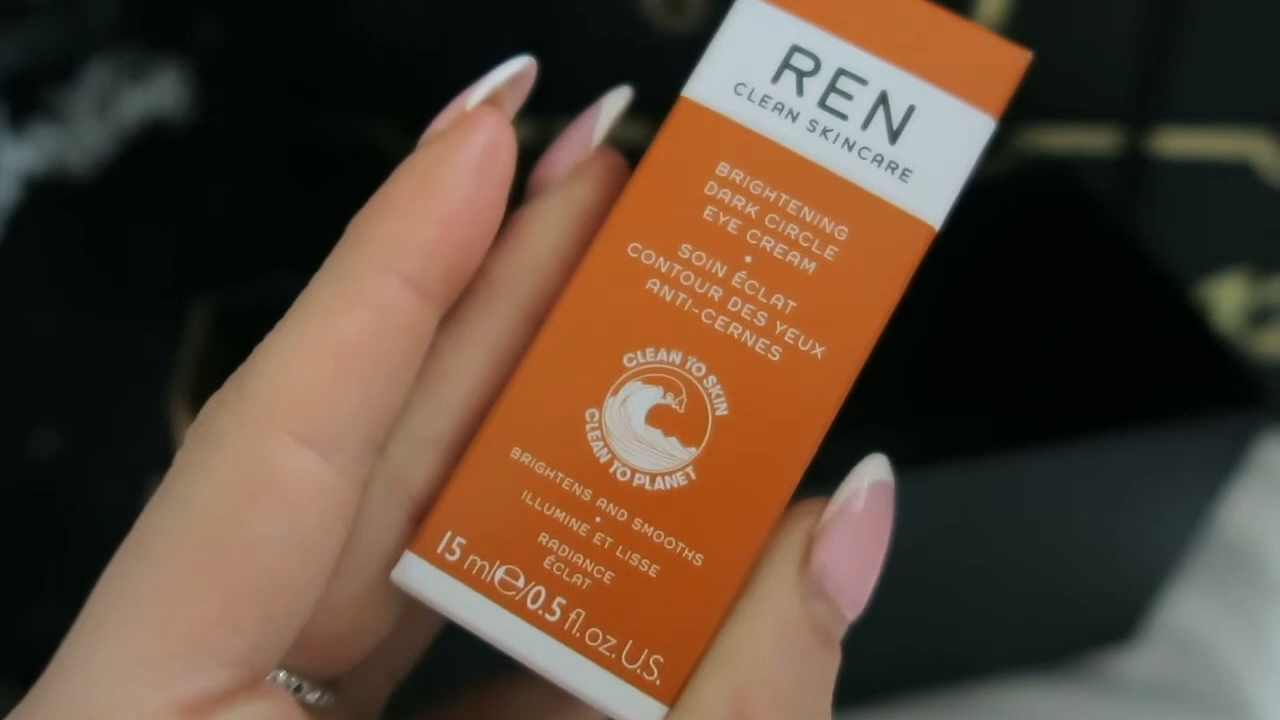 REN
CLEAN SKINCARE
BRIGHTENING
DARK CIRCLE
EYE CREAM
•
SOIN ÉCLAT
CONTOUR DES YEUX
ANTI-CERNES
CLEAN TO SKIN
CLEAN TO PLANET
BRIGHTENS AND SMOOTHS
•
ILLUMINE ET LISSE
RADIANCE
ÉCLAT
15 ml℮/0.5 fl.oz.U.S.